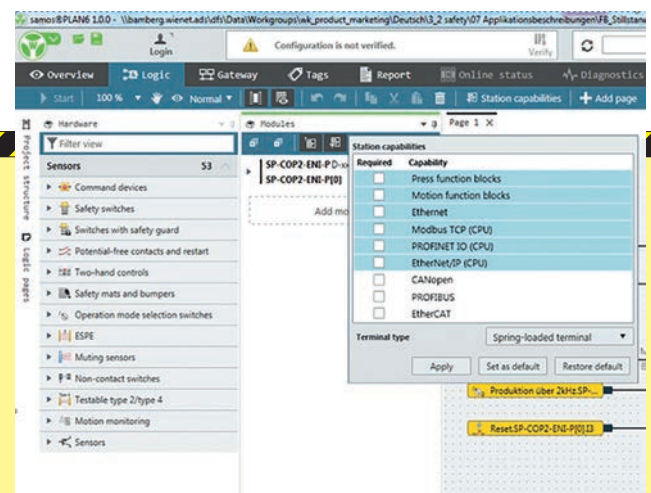 samos®PLAN6 1.0.0 - \\bamberg.wienet.ads\dfs\Data\Workgroups\wk_product_marketing\Deutsch\3_2 safety\07 Applikationsbeschreibungen\FB_Stillstand
Login
Configuration is not verified.
Verify
Overview
Logic
Gateway
Tags
Report
Online status
Diagnostics
Start
100 %
Normal
Station capabilities
Add page
Project structure
Logic pages
Hardware
Filter view
Sensors 53
Command devices
Safety switches
Switches with safety guard
Potential-free contacts and restart
Two-hand controls
Safety mats and bumpers
Operation mode selection switches
ESPE
Muting sensors
Non-contact switches
Testable type 2/type 4
Motion monitoring
Sensors
Modules
SP-COP2-ENI-P
SP-COP2-ENI-P[0]
Add mo
Page 1 X
Station capabilities
Required Capability
Press function blocks
Motion function blocks
Ethernet
Modbus TCP (CPU)
PROFINET IO (CPU)
EtherNet/IP (CPU)
CANopen
PROFIBUS
EtherCAT
Terminal type Spring-loaded terminal
Apply Set as default Restore default
Produktion über 2kHz.SP-...
Reset.SP-COP2-ENI-P[0].I3